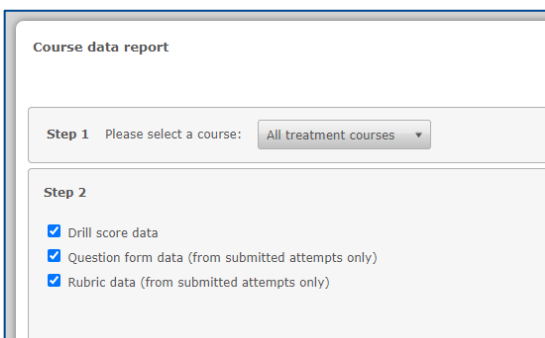 Course data report
Step 1 Please select a course: All treatment courses
Step 2
Drill score data
Question form data (from submitted attempts only)
Rubric data (from submitted attempts only)